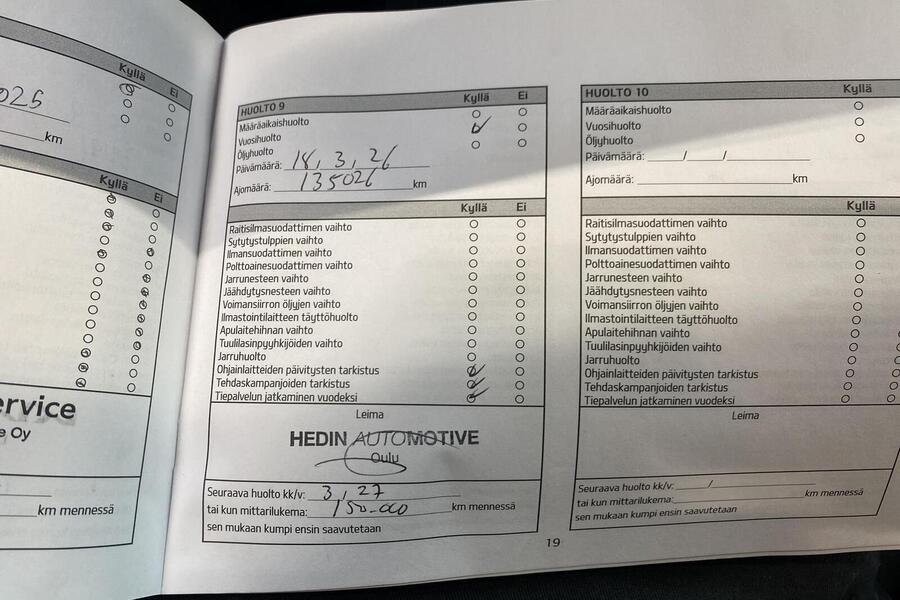 Kyllä Ei
025
km
Kyllä Ei
ervice
e Oy
km mennessä
HUOLTO 9 Kyllä Ei
Määräaikaishuolto
Vuosihuolto
Öljyhuolto
Päivämäärä: 18, 3, 26
Ajomäärä: 135026 km
Kyllä Ei
Raitisilmasuodattimen vaihto
Sytytystulppien vaihto
Ilmansuodattimen vaihto
Polttoainesuodattimen vaihto
Jarrunesteen vaihto
Jäähdytysnesteen vaihto
Voimansiirron öljyjen vaihto
Ilmastointilaitteen täyttöhuolto
Apulaitehihnan vaihto
Tuulilasinpyyhkijöiden vaihto
Jarruhuolto
Ohjainlaitteiden päivitysten tarkistus
Tehdaskampanjoiden tarkistus
Tiepalvelun jatkaminen vuodeksi
Leima
HEDIN AUTOMOTIVE
Oulu
Seuraava huolto kk/v: 3, 27
tai kun mittarilukema: 150-000 km mennessä
sen mukaan kumpi ensin saavutetaan
19
HUOLTO 10 Kyllä
Määräaikaishuolto
Vuosihuolto
Öljyhuolto
Päivämäärä: / /
Ajomäärä: km
Kyllä
Raitisilmasuodattimen vaihto
Sytytystulppien vaihto
Ilmansuodattimen vaihto
Polttoainesuodattimen vaihto
Jarrunesteen vaihto
Jäähdytysnesteen vaihto
Voimansiirron öljyjen vaihto
Ilmastointilaitteen täyttöhuolto
Apulaitehihnan vaihto
Tuulilasinpyyhkijöiden vaihto
Jarruhuolto
Ohjainlaitteiden päivitysten tarkistus
Tehdaskampanjoiden tarkistus
Tiepalvelun jatkaminen vuodeksi
Leima
Seuraava huolto kk/v: /
tai kun mittarilukema: km mennessä
sen mukaan kumpi ensin saavutetaan